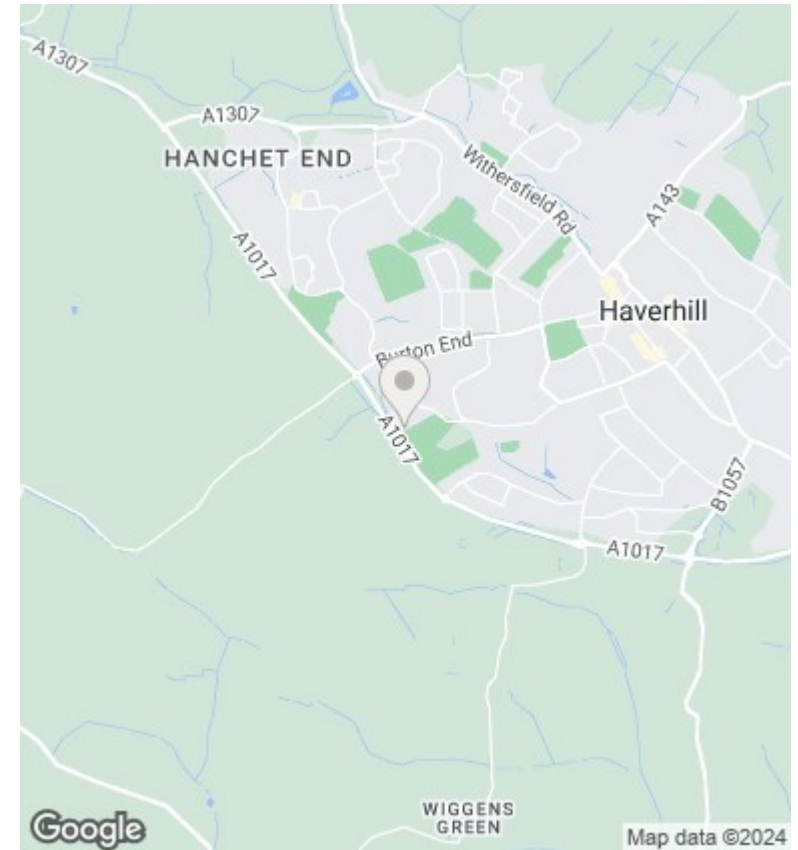 A1307
A1307
HANCHET END
Withersfield Rd
A143
A1017
Haverhill
Burton End
A1017
B1057
A1017
WIGGENS
GREEN
Google
Map data ©2024